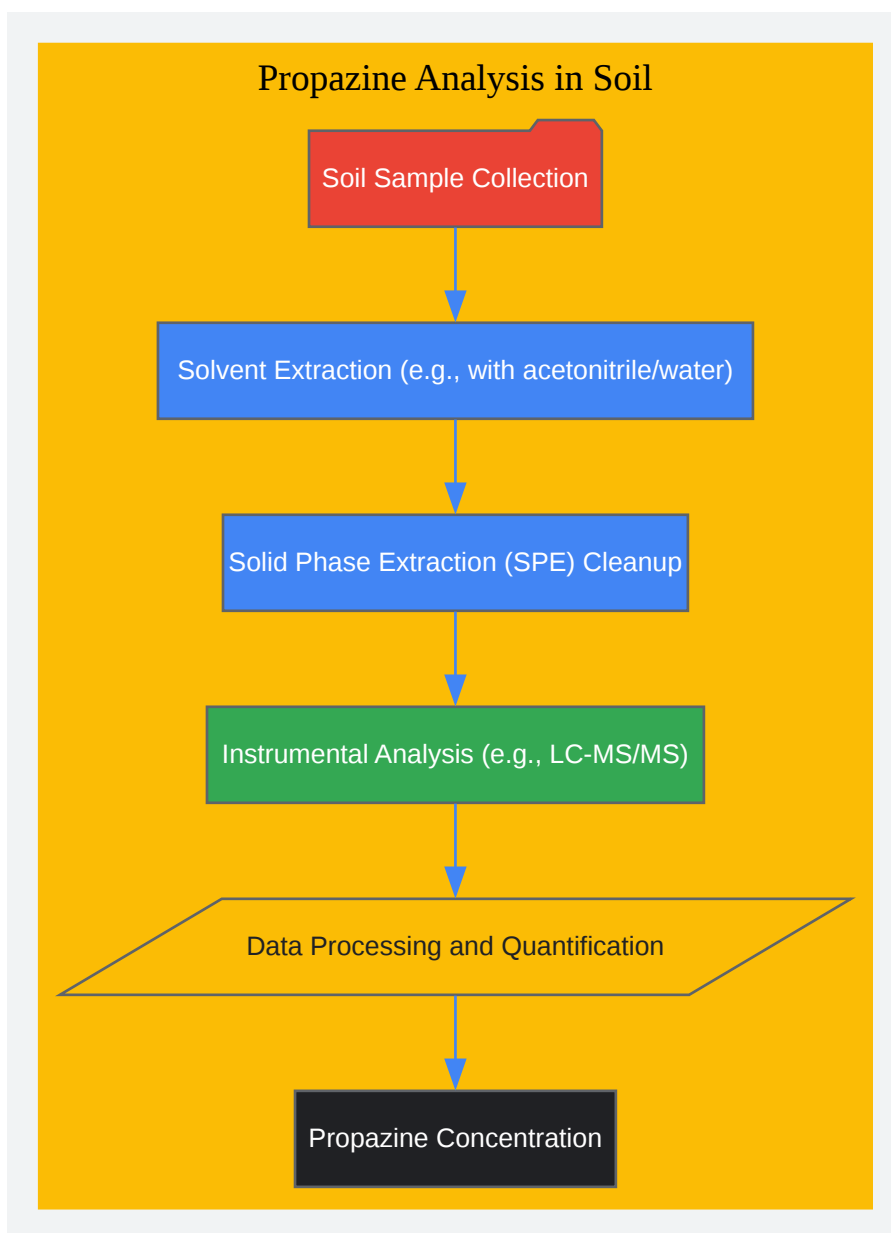 Propazine Analysis in Soil
Soil Sample Collection
Solvent Extraction (e.g., with acetonitrile/water)
Solid Phase Extraction (SPE) Cleanup
Instrumental Analysis (e.g., LC-MS/MS)
Data Processing and Quantification
Propazine Concentration